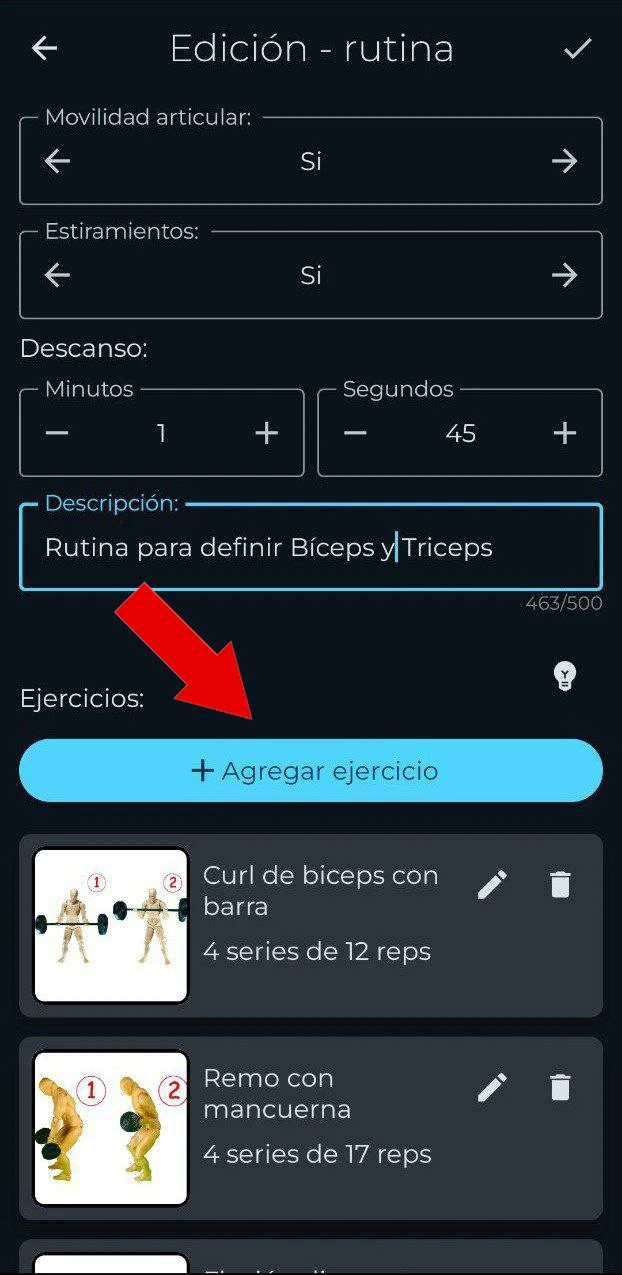 Edición - rutina
Movilidad articular:
Si
Estiramientos:
Si
Descanso:
Minutos
Segundos
1
45
Descripción:
Rutina para definir Bíceps y Triceps
463/500
Ejercicios:
+ Agregar ejercicio
1 2
Curl de biceps con
barra
4 series de 12 reps
1 2
Remo con
mancuerna
4 series de 17 reps